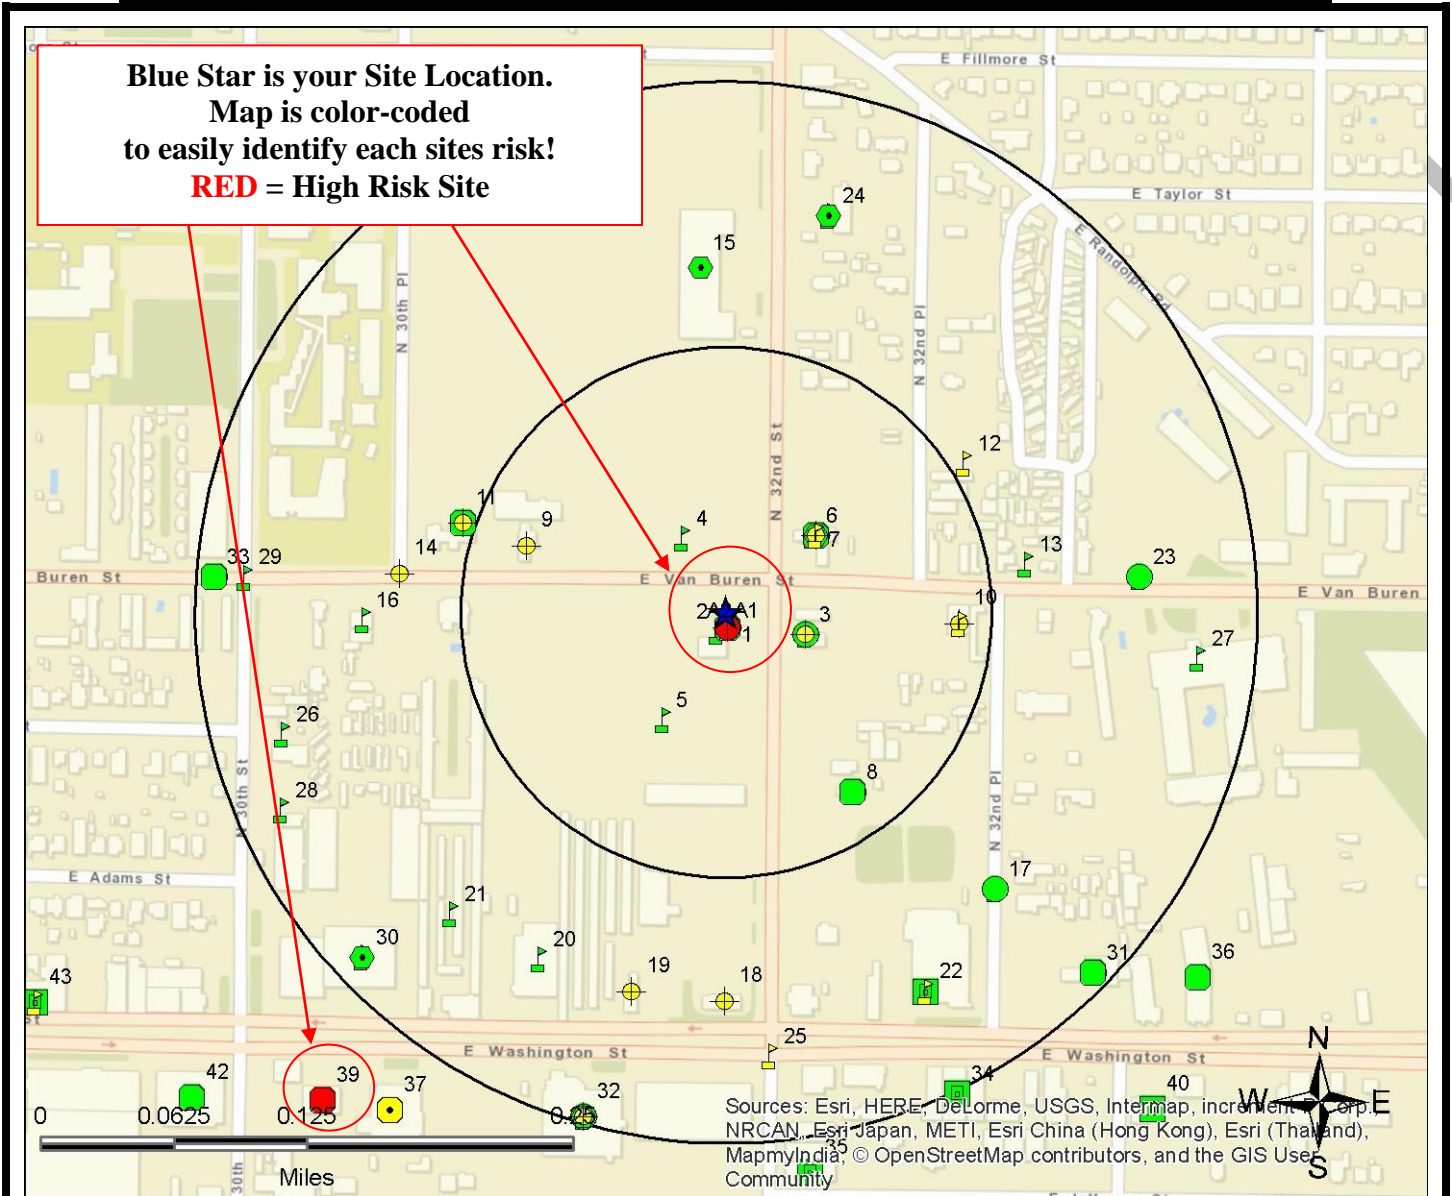 Blue Star is your Site Location.
Map is color-coded
to easily identify each sites risk!
RED = High Risk Site
E Fillmore St
E Taylor St
E Randolph Rd
24
15
N 30th Pl
N 32nd Pl
N 32nd St
12
11
9
4
6
7
14
13
23
33
29
Buren St
E Van Buren St
E Van Buren
16
2
A1
1
3
10
27
5
26
28
8
N 30th St
N 32nd Pl
E Adams St
17
21
30
20
19
18
22
31
36
43
St
25
E Washington St
E Washington St
42
39
37
32
34
40
35
0
0.0625
0.125
0.25
Miles
30th
N
W
E
S
Sources: Esri, HERE, DeLorme, USGS, Intermap, increment P Corp.,
NRCAN, Esri Japan, METI, Esri China (Hong Kong), Esri (Thailand),
MapmyIndia, © OpenStreetMap contributors, and the GIS User
Community